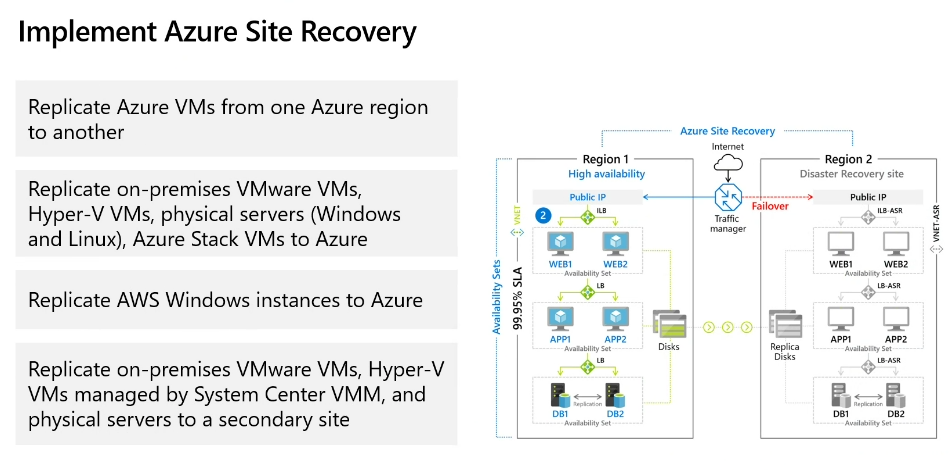 Implement Azure Site Recovery
Replicate Azure VMs from one Azure region
to another
Replicate on-premises VMware VMs,
Hyper-V VMs, physical servers (Windows
and Linux), Azure Stack VMs to Azure
Replicate AWS Windows instances to Azure
Replicate on-premises VMware VMs, Hyper-V
VMs managed by System Center VMM, and
physical servers to a secondary site
Azure Site Recovery
Internet
Region 1
High availability
Region 2
Disaster Recovery site
Public IP
Failover
Public IP
Traffic
manager
2
ILB
ILB-ASR
VNET
VNET-ASR
Availability Sets
99.95% SLA
WEB1
WEB2
Availability Set
WEB1
WEB2
Availability Set
LB
LB-ASR
APP1
APP2
Availability Set
Disks
Replica
Disks
APP1
APP2
Availability Set
LB
LB-ASR
DB1
Replication
DB2
Availability Set
DB1
Replication
DB2
Availability Set